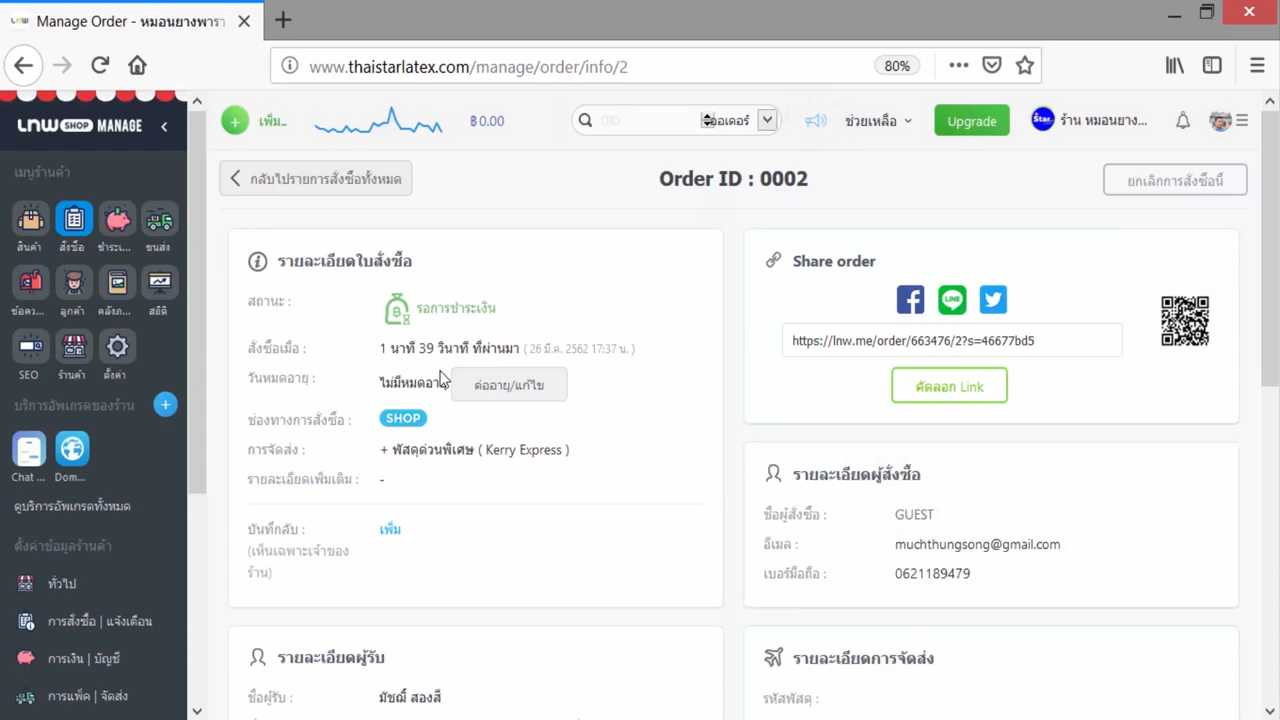 Manage Order - หมอนยางพารา
www.thaistarlatex.com/manage/order/info/2
80%
LNW SHOP MANAGE
เพิ่ม...
฿0.00
ช่วยเหลือ
Upgrade
Star.
ร้าน หมอนยาง...
เมนูร้านค้า
สินค้า
สั่งซื้อ
ชำระเ...
ขนส่ง
ข้อคว...
ลูกค้า
คลังภ...
สถิติ
SEO
ร้านค้า
ตั้งค่า
บริการอัพเกรดของร้าน
Chat ...
Dom...
ดูบริการอัพเกรดทั้งหมด
ตั้งค่าข้อมูลร้านค้า
ทั่วไป
การสั่งซื้อ | แจ้งเตือน
การเงิน | บัญชี
การแพ็ค | จัดส่ง
กลับไปรายการสั่งซื้อทั้งหมด
Order ID : 0002
ยกเลิกการสั่งซื้อนี้
รายละเอียดใบสั่งซื้อ
สถานะ :
รอการชำระเงิน
สั่งซื้อเมื่อ :
1 นาที 39 วินาที ที่ผ่านมา ( 26 มี.ค. 2562 17:37 น. )
วันหมดอายุ :
ไม่มีหมดอายุ
ต่ออายุ/แก้ไข
ช่องทางการสั่งซื้อ :
SHOP
การจัดส่ง :
+ พัสดุด่วนพิเศษ ( Kerry Express )
รายละเอียดเพิ่มเติม :
-
บันทึกลับ :
(เห็นเฉพาะเจ้าของ
ร้าน)
เพิ่ม
Share order
LINE
https://lnw.me/order/663476/2?s=46677bd5
คัดลอก Link
รายละเอียดผู้สั่งซื้อ
ชื่อผู้สั่งซื้อ :
GUEST
อีเมล :
muchthungsong@gmail.com
เบอร์มือถือ :
0621189479
รายละเอียดผู้รับ
ชื่อผู้รับ :
มัชฌิ์ สองสี
รายละเอียดการจัดส่ง
รหัสพัสดุ :